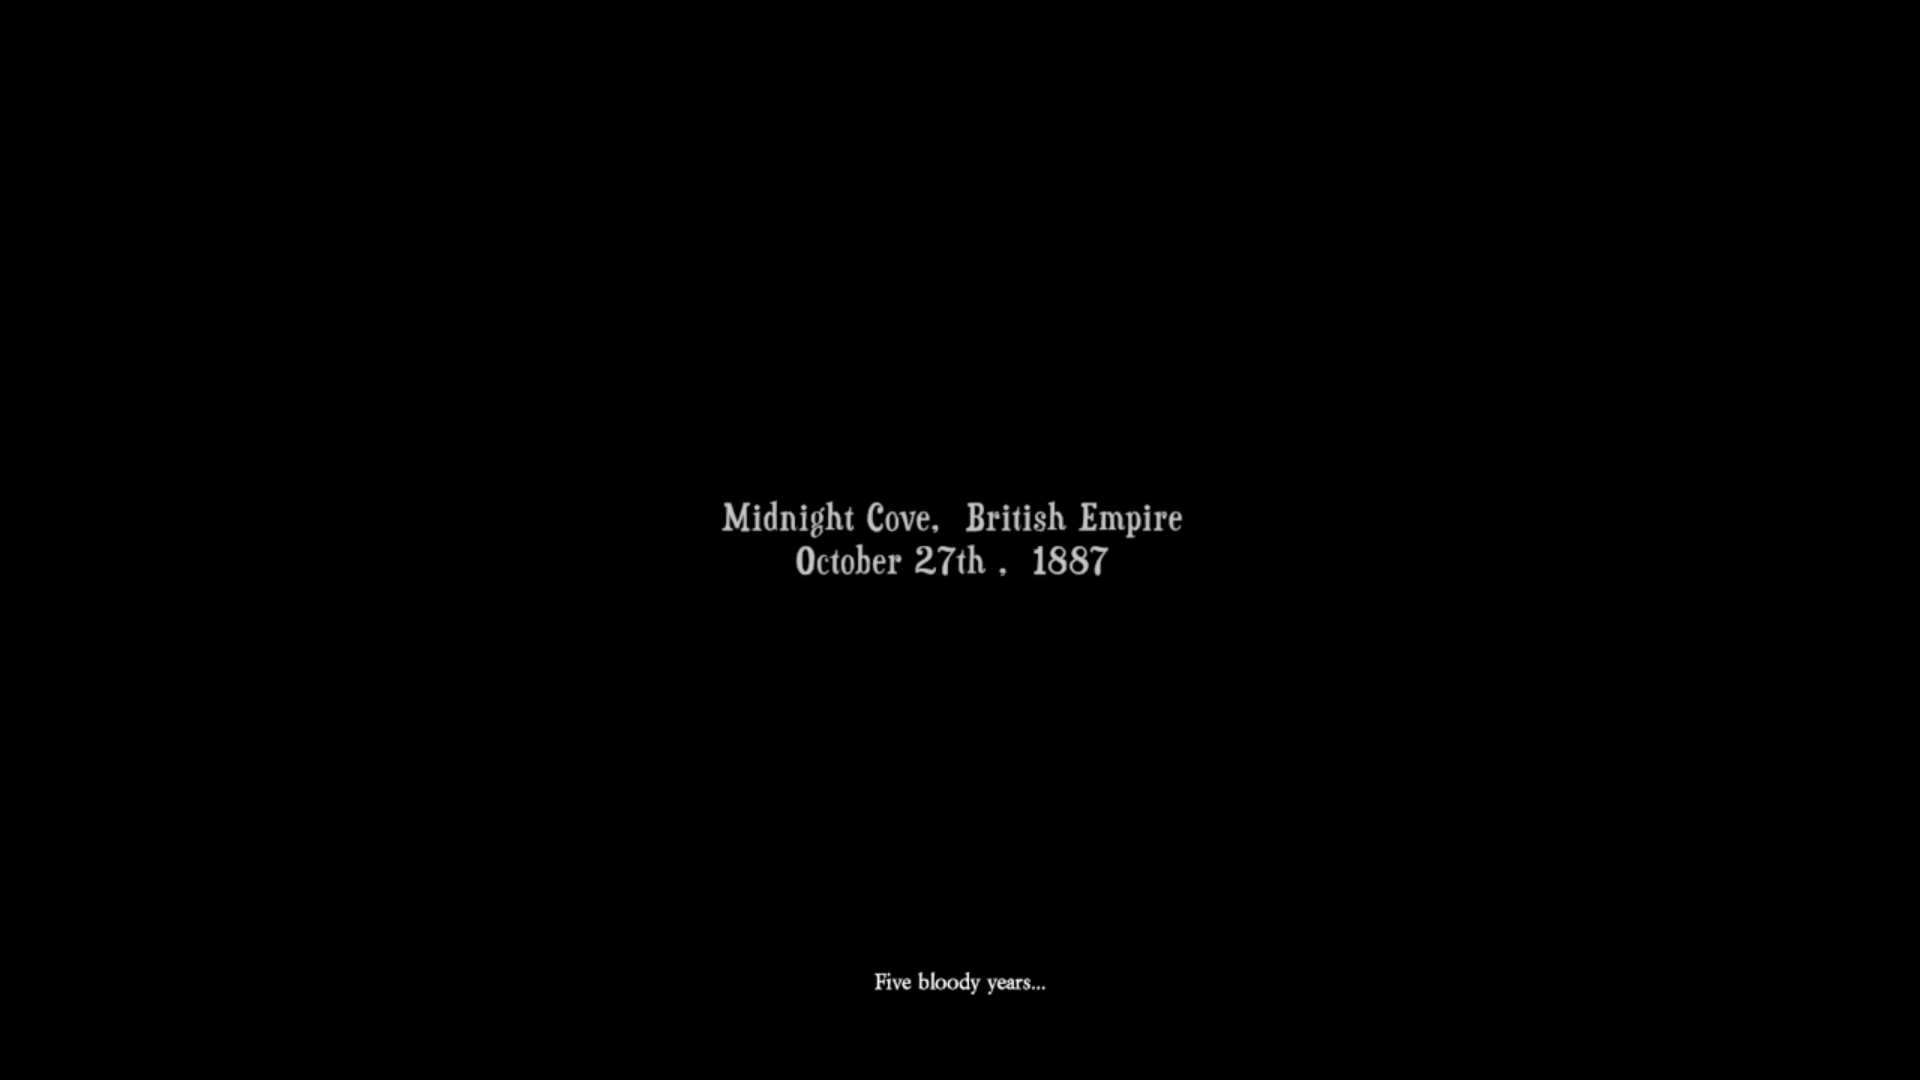 Midnight Cove, British Empire
October 27th , 1887
Five bloody years...